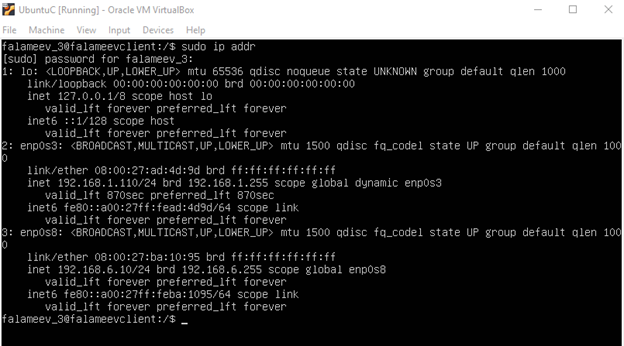 UbuntuC [Running] - Oracle VM VirtualBox
File Machine View Input Devices Help
falameev_3@falameevclient:/$ sudo ip addr
[sudo] password for falameev_3:
1: lo: <LOOPBACK,UP,LOWER_UP> mtu 65536 qdisc noqueue state UNKNOWN group default qlen 1000
link/loopback 00:00:00:00:00:00 brd 00:00:00:00:00:00
inet 127.0.0.1/8 scope host lo
valid_lft forever preferred_lft forever
inet6 ::1/128 scope host
valid_lft forever preferred_lft forever
2: enp0s3: <BROADCAST,MULTICAST,UP,LOWER_UP> mtu 1500 qdisc fq_codel state UP group default qlen 100
0
link/ether 08:00:27:ad:4d:9d brd ff:ff:ff:ff:ff:ff
inet 192.168.1.110/24 brd 192.168.1.255 scope global dynamic enp0s3
valid_lft 870sec preferred_lft 870sec
inet6 fe80::a00:27ff:fead:4d9d/64 scope link
valid_lft forever preferred_lft forever
3: enp0s8: <BROADCAST,MULTICAST,UP,LOWER_UP> mtu 1500 qdisc fq_codel state UP group default qlen 100
0
link/ether 08:00:27:ba:10:95 brd ff:ff:ff:ff:ff:ff
inet 192.168.6.10/24 brd 192.168.6.255 scope global enp0s8
valid_lft forever preferred_lft forever
inet6 fe80::a00:27ff:feba:1095/64 scope link
valid_lft forever preferred_lft forever
falameev_3@falameevclient:/$ _